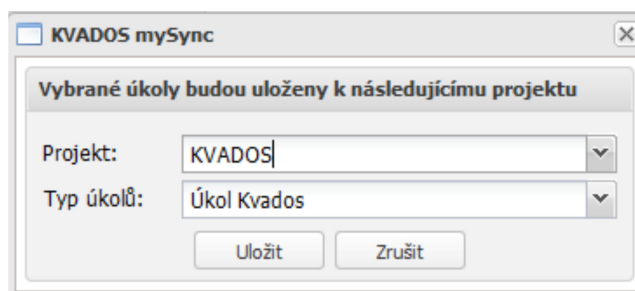 KVADOS mySync
Vybrané úkoly budou uloženy k následujícímu projektu
Projekt: KVADOS
Typ úkolů: Úkol Kvados
Uložit Zrušit